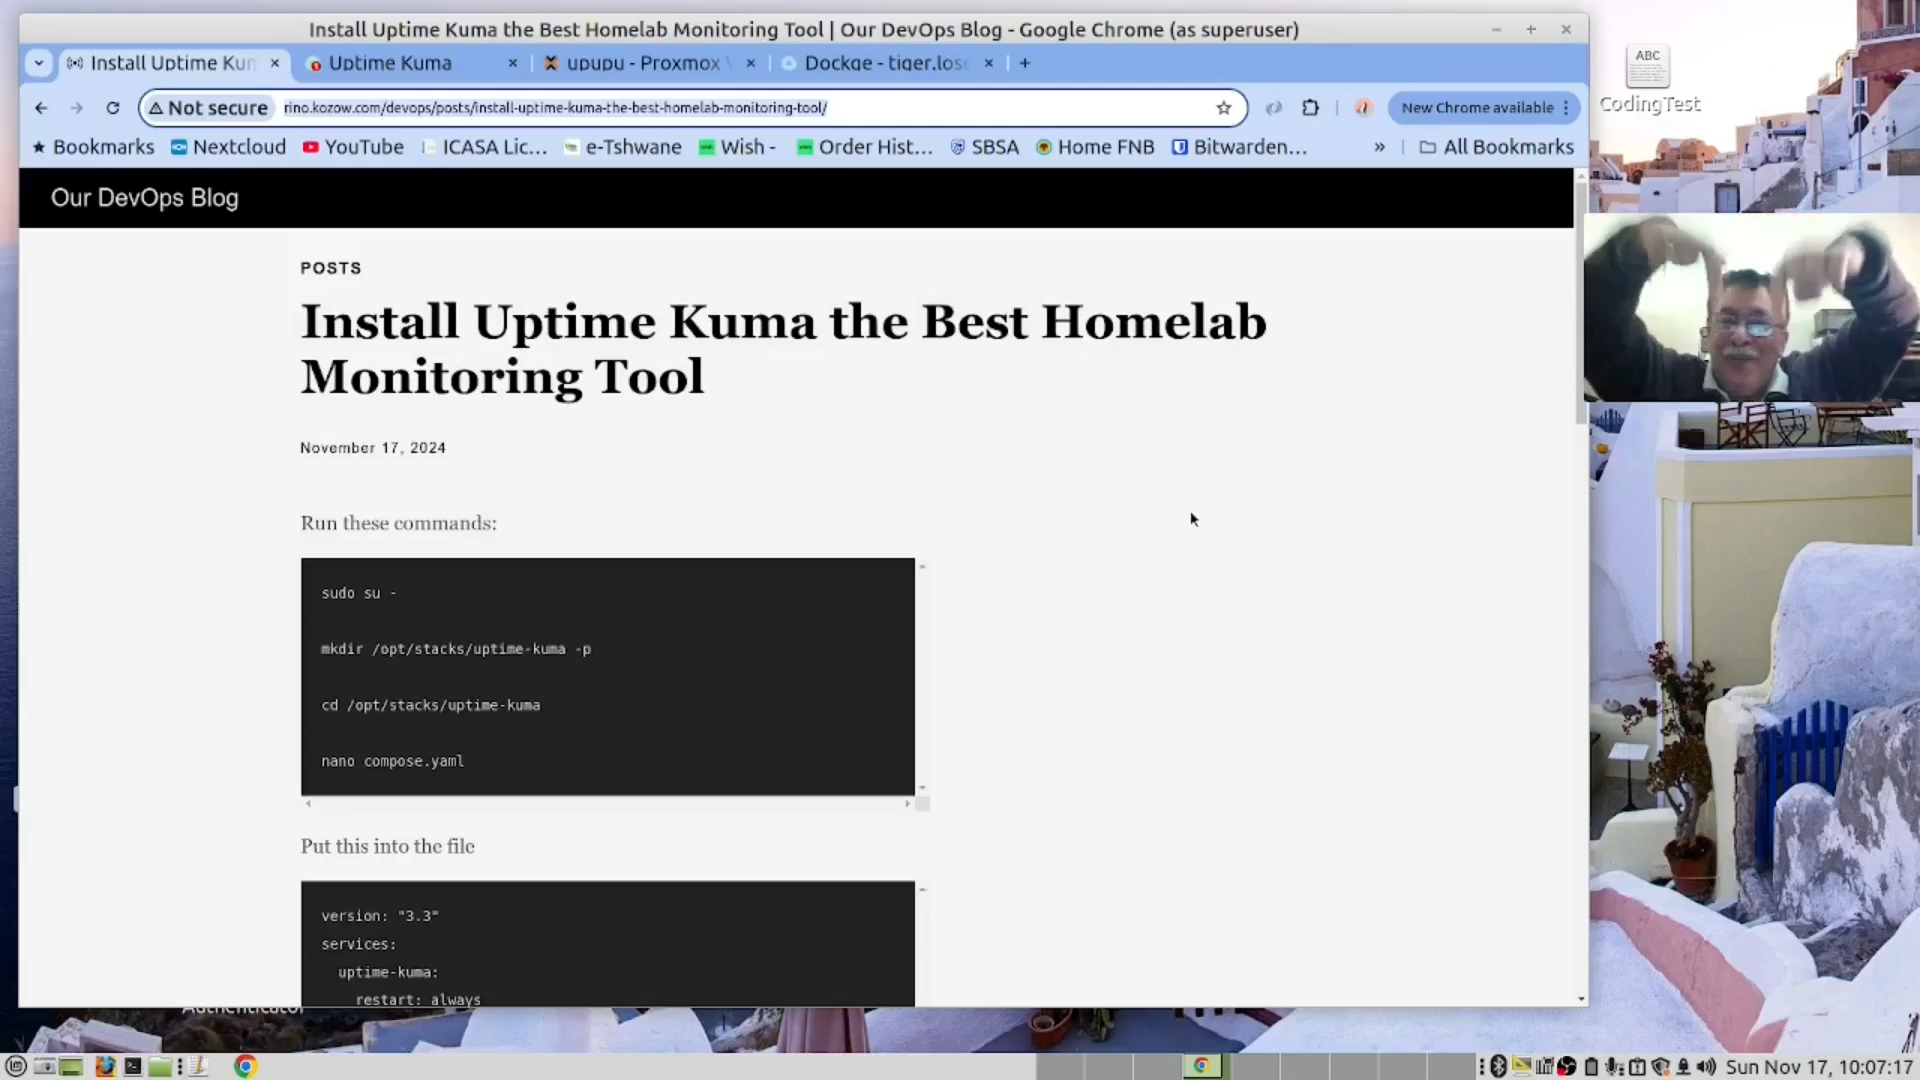 Install Uptime Kuma the Best Homelab Monitoring Tool | Our DevOps Blog - Google Chrome (as superuser)
Install Uptime Kum
Uptime Kuma
upupu - Proxmox
Dockge - tiger.lose
Not secure
rino.kozow.com/devops/posts/install-uptime-kuma-the-best-homelab-monitoring-tool/
New Chrome available
Bookmarks
Nextcloud
YouTube
ICASA Lic...
e-Tshwane
Wish -
Order Hist...
SBSA
Home FNB
Bitwarden...
»
All Bookmarks
ABC
CodingTest
Our DevOps Blog
POSTS
Install Uptime Kuma the Best Homelab
Monitoring Tool
November 17, 2024
Run these commands:
sudo su -
mkdir /opt/stacks/uptime-kuma -p
cd /opt/stacks/uptime-kuma
nano compose.yaml
Put this into the file
version: "3.3"
services:
uptime-kuma:
restart: always
Authenticator
Sun Nov 17, 10:07:17